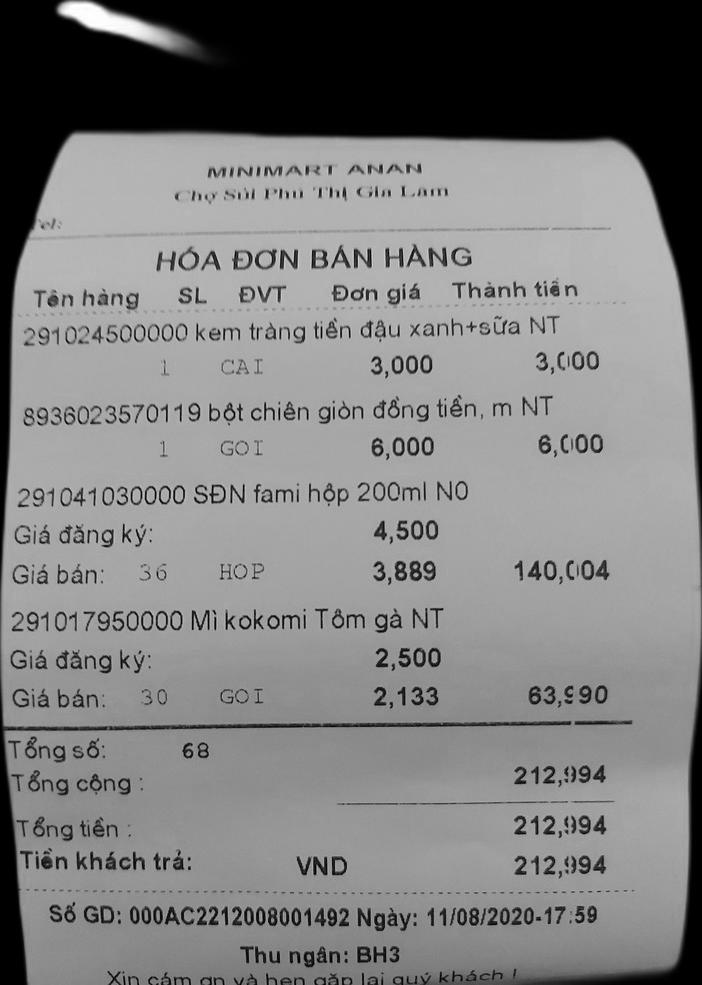 MINIMART ANAN
Chợ Sủi Phú Thị Gia Lâm
Tel:
HÓA ĐƠN BÁN HÀNG
Tên hàng SL ĐVT Đơn giá Thành tiền
291024500000 kem tràng tiền đậu xanh+sữa NT
1 CAI 3,000 3,000
8936023570119 bột chiên giòn đồng tiền, m NT
1 GOI 6,000 6,000
291041030000 SĐN fami hộp 200ml N0
Giá đăng ký: 4,500
Giá bán: 36 HOP 3,889 140,004
291017950000 Mì kokomi Tôm gà NT
Giá đăng ký: 2,500
Giá bán: 30 GOI 2,133 63,990
Tổng số: 68
Tổng cộng : 212,994
Tổng tiền : 212,994
Tiền khách trả: VND 212,994
Số GD: 000AC2212008001492 Ngày: 11/08/2020-17:59
Thu ngân: BH3
Xin cám ơn và hẹn gặp lại quý khách !